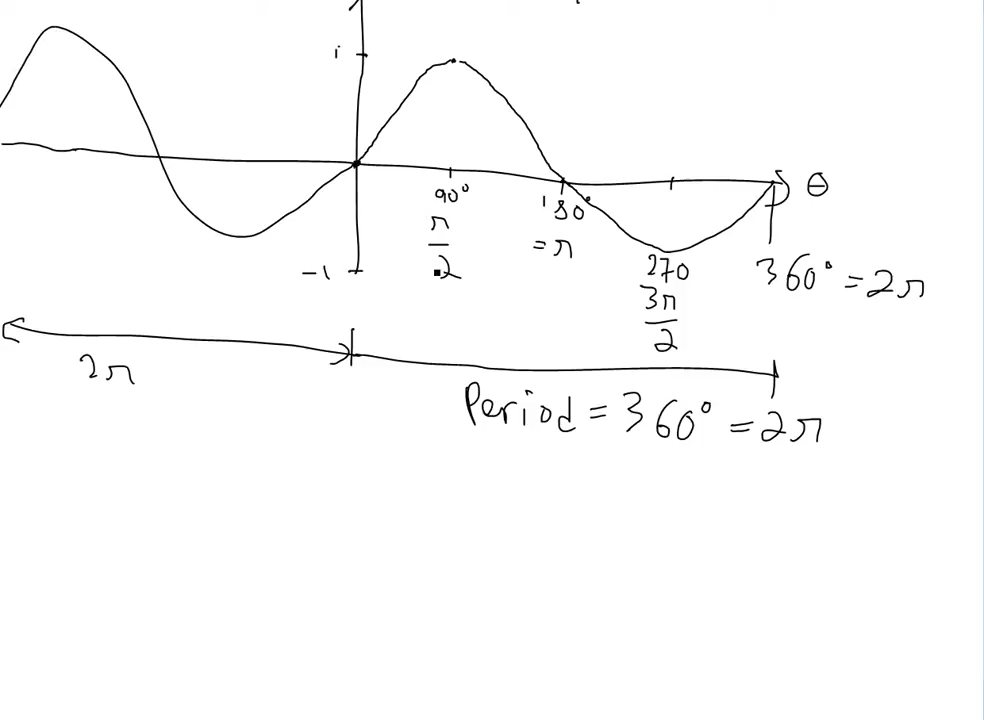 1
θ
90°
180°
π
2
= π
-1
270
3π
2
360° = 2π
2π
Period = 360° = 2π